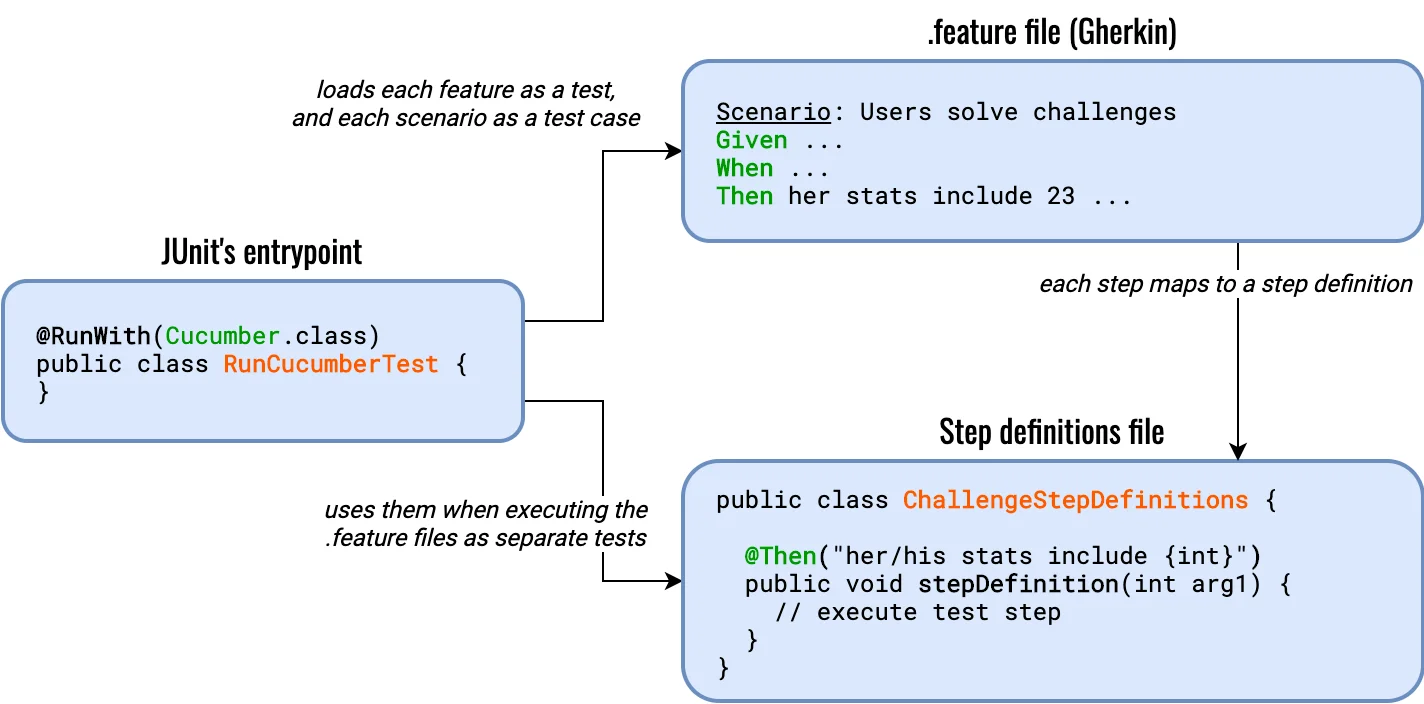 .feature file (Gherkin)
loads each feature as a test,
and each scenario as a test case
Scenario: Users solve challenges
Given ...
When ...
Then her stats include 23 ...
JUnit's entrypoint
@RunWith(Cucumber.class)
public class RunCucumberTest {
}
each step maps to a step definition
uses them when executing the
.feature files as separate tests
Step definitions file
public class ChallengeStepDefinitions {
@Then("her/his stats include {int}")
public void stepDefinition(int arg1) {
// execute test step
}
}